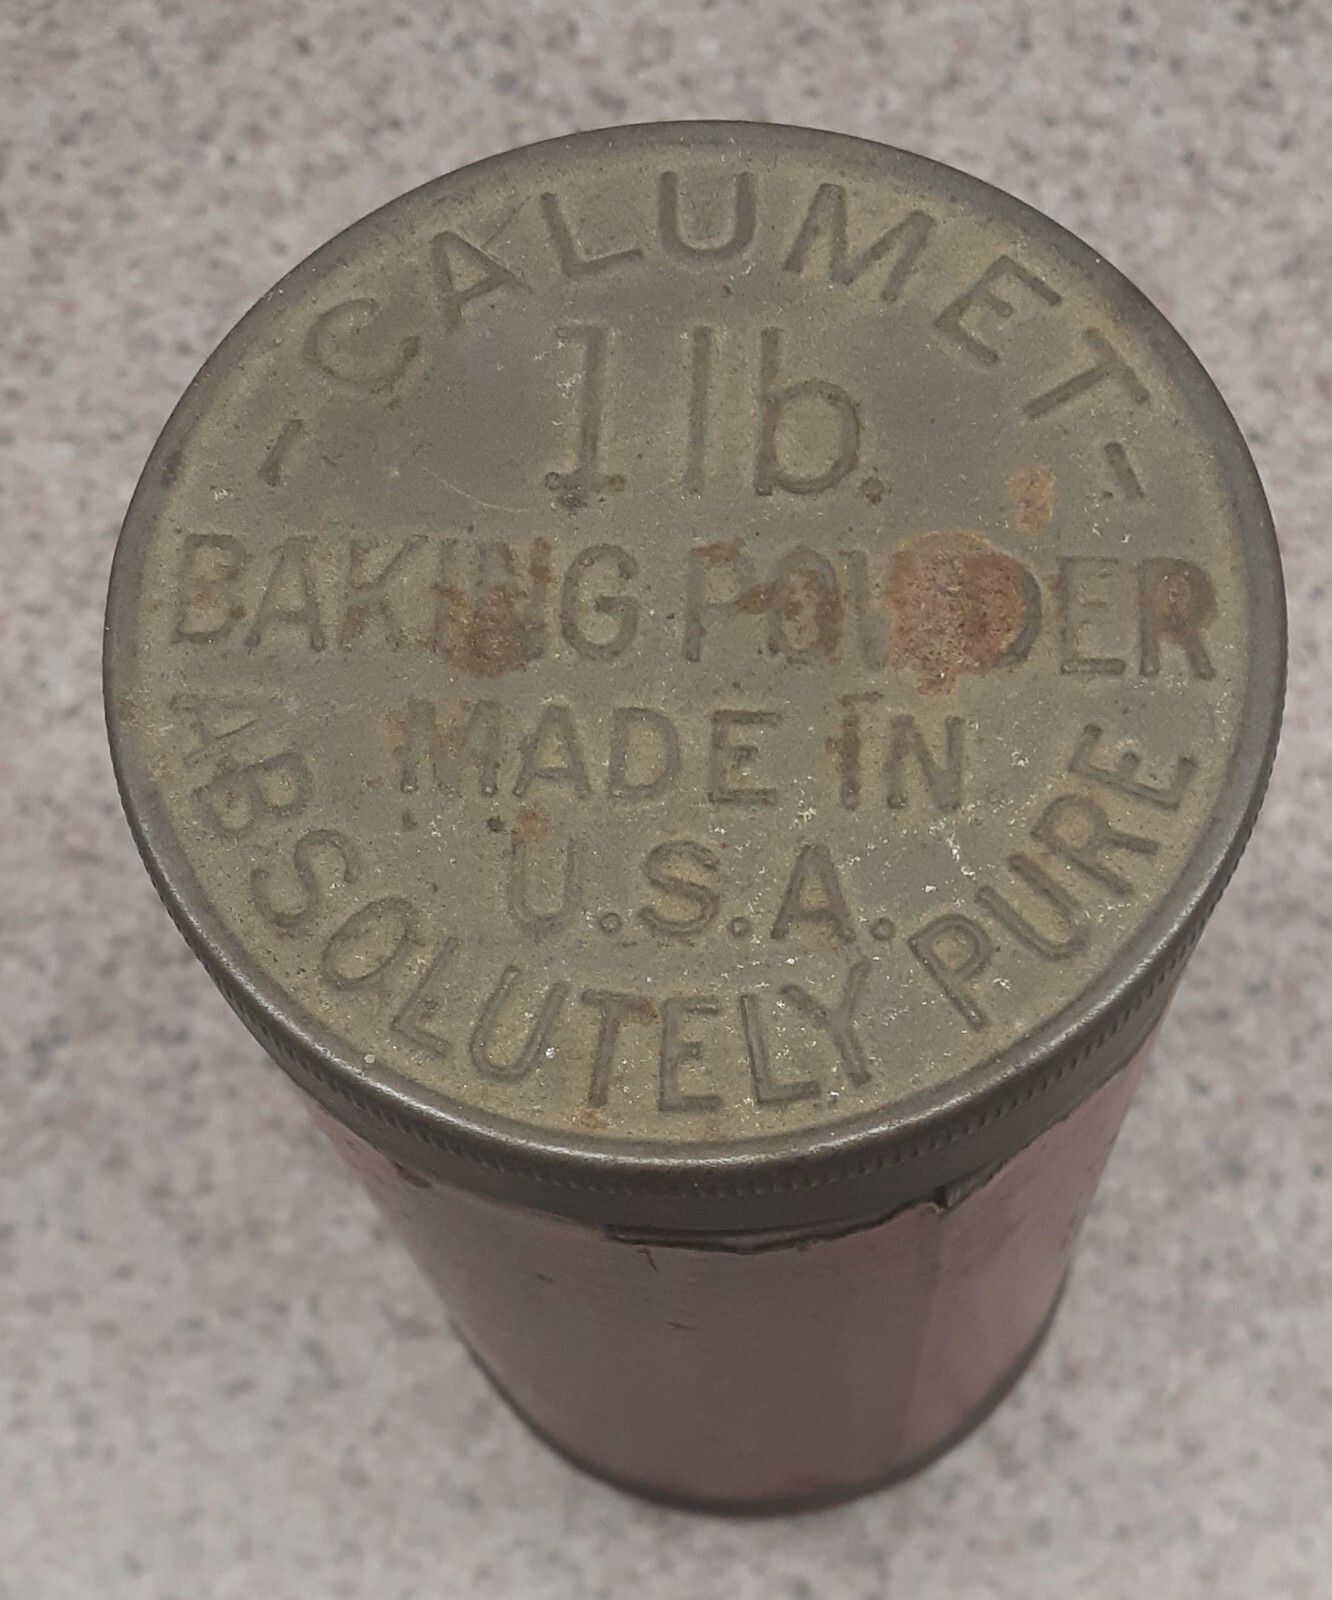 -CALUMET-
1 lb.
BAKING POWDER
MADE IN
U.S.A.
ABSOLUTELY PURE